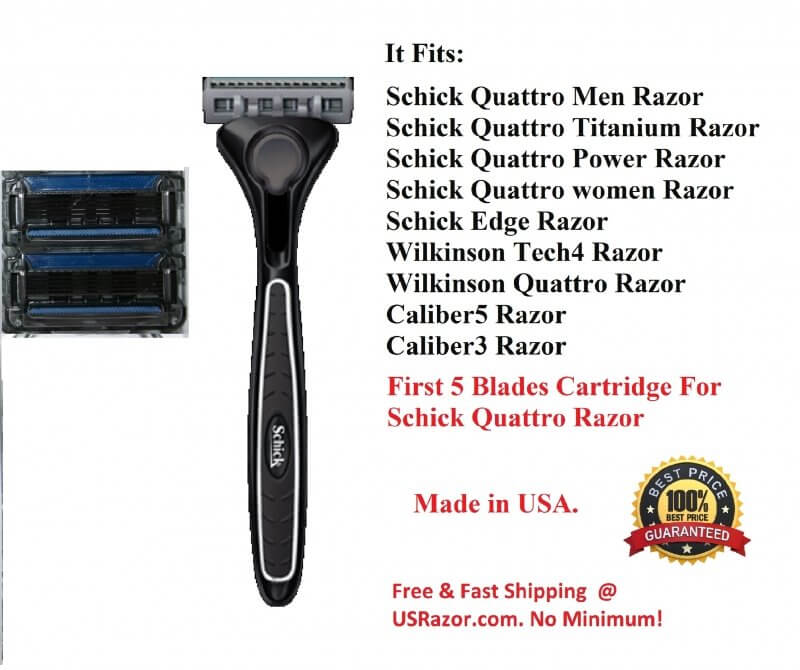 It Fits:
Schick Quattro Men Razor
Schick Quattro Titanium Razor
Schick Quattro Power Razor
Schick Quattro women Razor
Schick Edge Razor
Wilkinson Tech4 Razor
Wilkinson Quattro Razor
Caliber5 Razor
Caliber3 Razor
First 5 Blades Cartridge For
Schick Quattro Razor
Schick
Made in USA.
BEST PRICE
100%
BEST PRICE
GUARANTEED
Free & Fast Shipping @
USRazor.com. No Minimum!